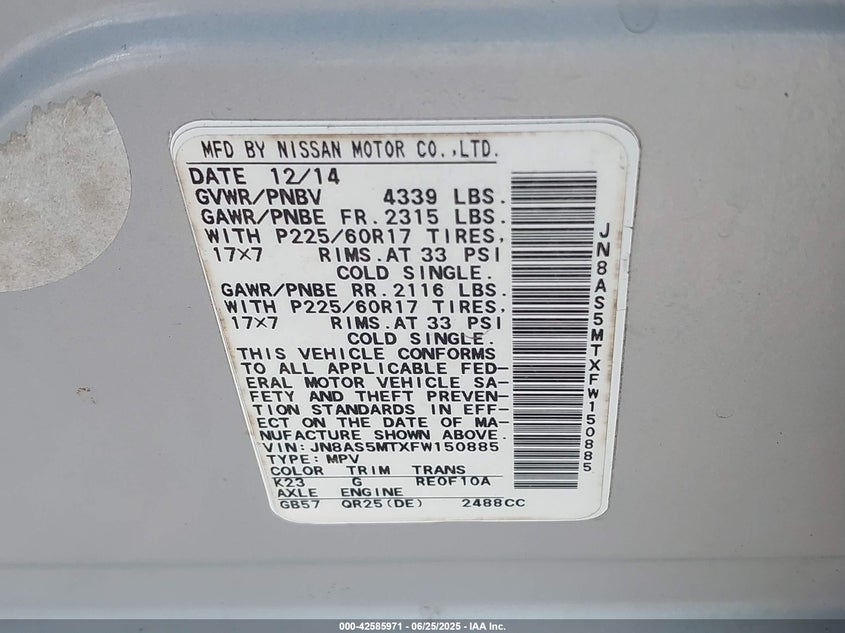 MFD BY NISSAN MOTOR CO.,LTD.
DATE 12/14
GVWR/PNBV 4339 LBS.
GAWR/PNBE FR.2315 LBS.
WITH P225/60R17 TIRES,
17×7 RIMS.AT 33 PSI
COLD SINGLE.
GAWR/PNBE RR.2116 LBS.
WITH P225/60R17 TIRES,
17×7 RIMS.AT 33 PSI
COLD SINGLE.
THIS VEHICLE CONFORMS
TO ALL APPLICABLE FED-
ERAL MOTOR VEHICLE SA-
FETY AND THEFT PREVEN-
TION STANDARDS IN EFF-
ECT ON THE DATE OF MA-
NUFACTURE SHOWN ABOVE.
VIN: JN8AS5MTXFW150885
TYPE: MPV
COLOR TRIM TRANS
K23 G RE0F10A
AXLE ENGINE
GB57 QR25(DE) 2488CC
JN8AS5MTXFW150885
000-42585971 - 06/25/2025 - IAA Inc.